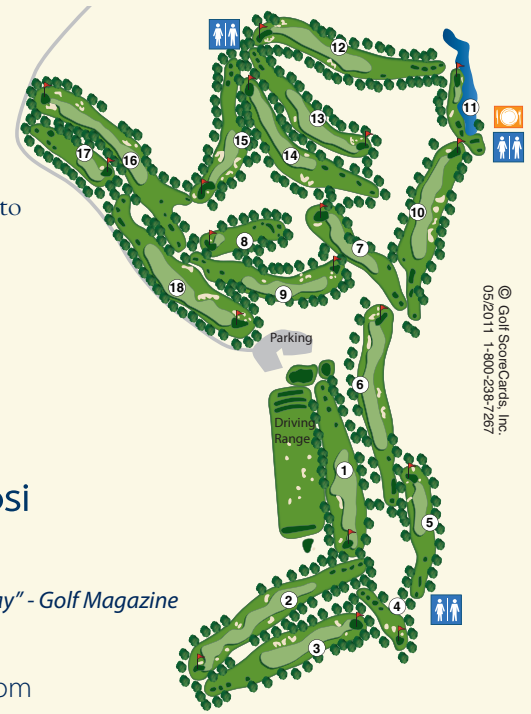 12
11
13
16
15
17
14
to
10
8
7
18
9
© Golf ScoreCards, Inc.
05/2011 1-800-238-7267
Parking
6
Driving
Range
1
osi
5
ay" - Golf Magazine
2
4
3
om